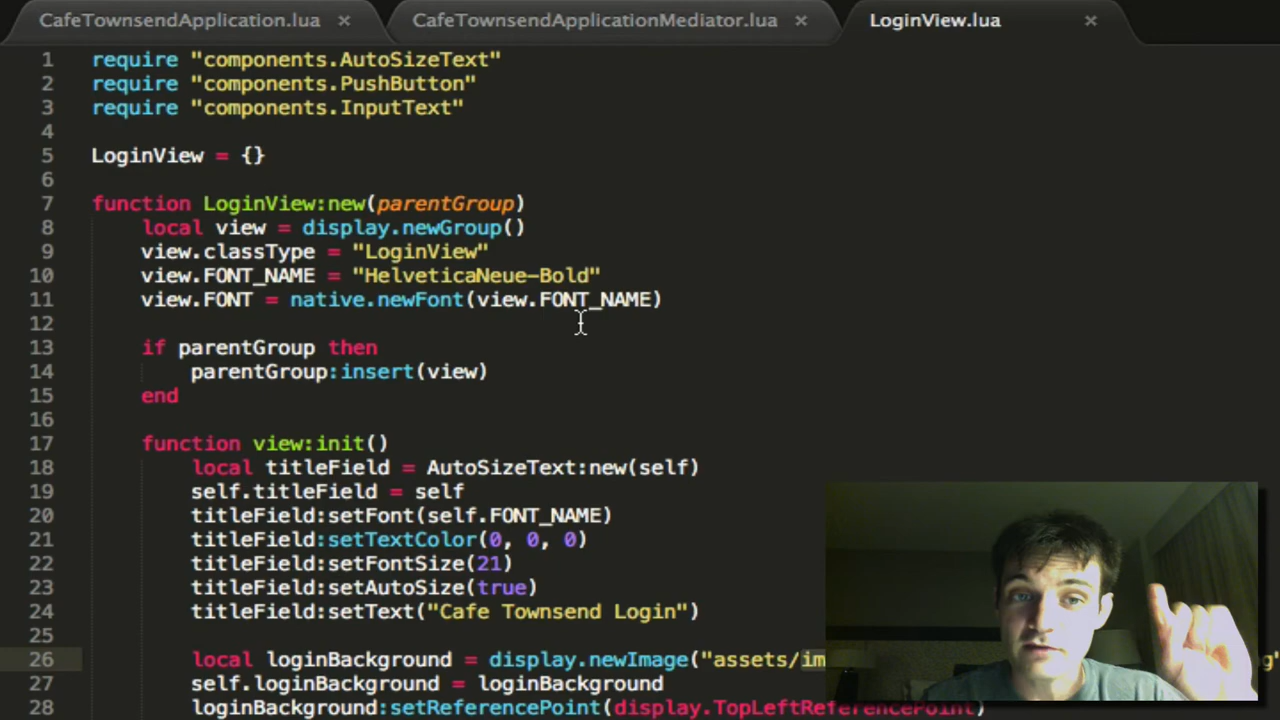 CafeTownsendApplication.lua ×
CafeTownsendApplicationMediator.lua ×
LoginView.lua ×
1 require "components.AutoSizeText"
2 require "components.PushButton"
3 require "components.InputText"
4
5 LoginView = {}
6
7 function LoginView:new(parentGroup)
8 local view = display.newGroup()
9 view.classType = "LoginView"
10 view.FONT_NAME = "HelveticaNeue-Bold"
11 view.FONT = native.newFont(view.FONT_NAME)
12
13 if parentGroup then
14 parentGroup:insert(view)
15 end
16
17 function view:init()
18 local titleField = AutoSizeText:new(self)
19 self.titleField = self
20 titleField:setFont(self.FONT_NAME)
21 titleField:setTextColor(0, 0, 0)
22 titleField:setFontSize(21)
23 titleField:setAutoSize(true)
24 titleField:setText("Cafe Townsend Login")
25
26 local loginBackground = display.newImage("assets/im
27 self.loginBackground = loginBackground
28 loginBackground:setReferencePoint(display.TopLeftReferencePoint)